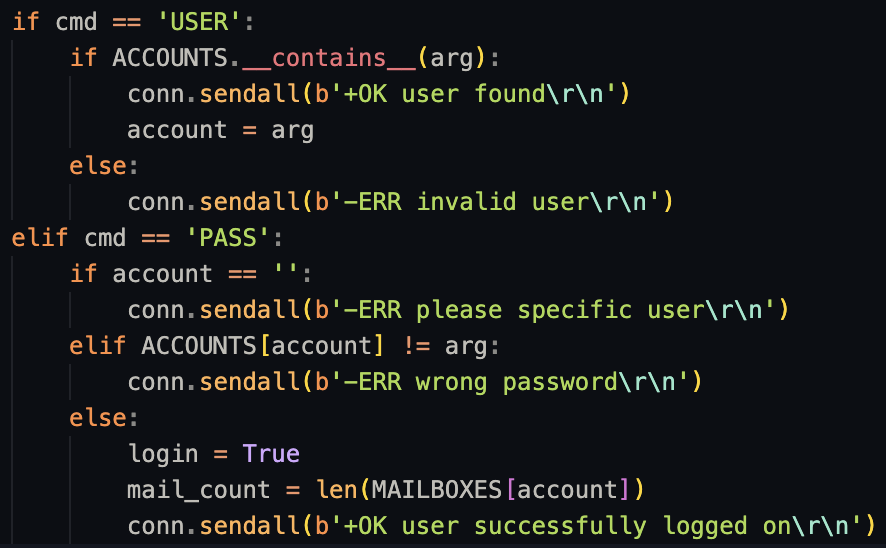 if cmd == 'USER':
    if ACCOUNTS.__contains__(arg):
        conn.sendall(b'+OK user found\r\n')
        account = arg
    else:
        conn.sendall(b'-ERR invalid user\r\n')
elif cmd == 'PASS':
    if account == '':
        conn.sendall(b'-ERR please specific user\r\n')
    elif ACCOUNTS[account] != arg:
        conn.sendall(b'-ERR wrong password\r\n')
    else:
        login = True
        mail_count = len(MAILBOXES[account])
        conn.sendall(b'+OK user successfully logged on\r\n')